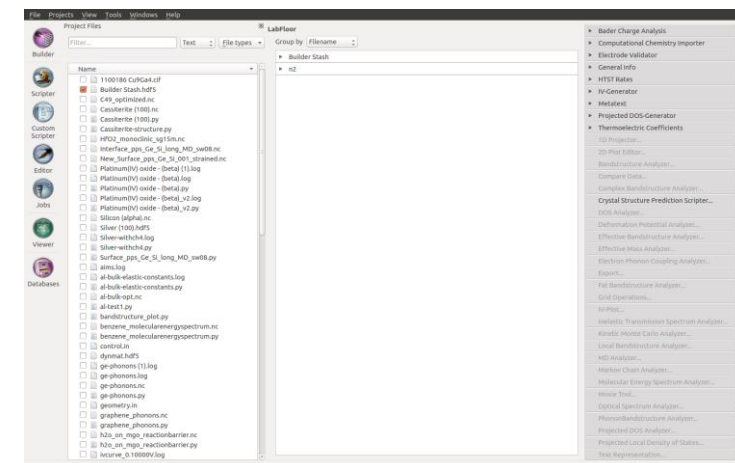 File Projects View Tools Windows Help
Project Files
Filter...
Text
File types
Name
1100186 Cu9Ga4.cif
Builder Stash.hdf5
C49_optimized.nc
Cassiterite (100).nc
Cassiterite (100).py
Cassiterite-structure.py
HfO2_monoclinic_sg15m.nc
Interface_pps_Ge_Si_long_MD_sw08.nc
New_Surface_pps_Ge_Si_001_strained.nc
Platinum(IV) oxide - (beta) (1).log
Platinum(IV) oxide - (beta).log
Platinum(IV) oxide - (beta).py
Platinum(IV) oxide - (beta)_v2.log
Platinum(IV) oxide - (beta)_v2.py
Silicon (alpha).nc
Silver (100).hdf5
Silver-withch4.log
Silver-withch4.py
Surface_pps_Ge_Si_long_MD_sw08.py
aims.log
al-bulk-elastic-constants.log
al-bulk-elastic-constants.py
al-bulk-opt.nc
al-test1.py
bandstructure_plot.py
benzene_molecularenergyspectrum.nc
benzene_molecularenergyspectrum.py
control.in
dynmat.hdf5
ge-phonons (1).log
ge-phonons.log
ge-phonons.nc
ge-phonons.py
geometry.in
graphene_phonons.nc
graphene_phonons.py
h2o_on_mgo_reactionbarrier.nc
h2o_on_mgo_reactionbarrier.py
ivcurve_0.10000V.log
Builder
Scripter
Custom
Scripter
Editor
Jobs
Viewer
Databases
LabFloor
Group by Filename
Builder Stash
n2
Bader Charge Analysis
Computational Chemistry Importer
Electrode Validator
General Info
HTST Rates
IV-Generator
Metatext
Projected DOS-Generator
Thermoelectric Coefficients
1D Projector...
2D Plot Editor...
Bandstructure Analyzer...
Compare Data...
Complex Bandstructure Analyzer...
Crystal Structure Prediction Scripter...
DOS Analyzer...
Deformation Potential Analyzer...
Effective Bandstructure Analyzer...
Effective Mass Analyzer...
Electron Phonon Coupling Analyzer...
Export...
Fat Bandstructure Analyzer...
Grid Operations...
IV-Plot...
Inelastic Transmission Spectrum Analyzer...
Kinetic Monte Carlo Analyzer...
Local Bandstructure Analyzer...
MD Analyzer...
Markov Chain Analyzer...
Molecular Energy Spectrum Analyzer...
Movie Tool...
Optical Spectrum Analyzer...
PhononBandstructure Analyzer...
Projected DOS Analyzer...
Projected Local Density of States...
Text Representation...